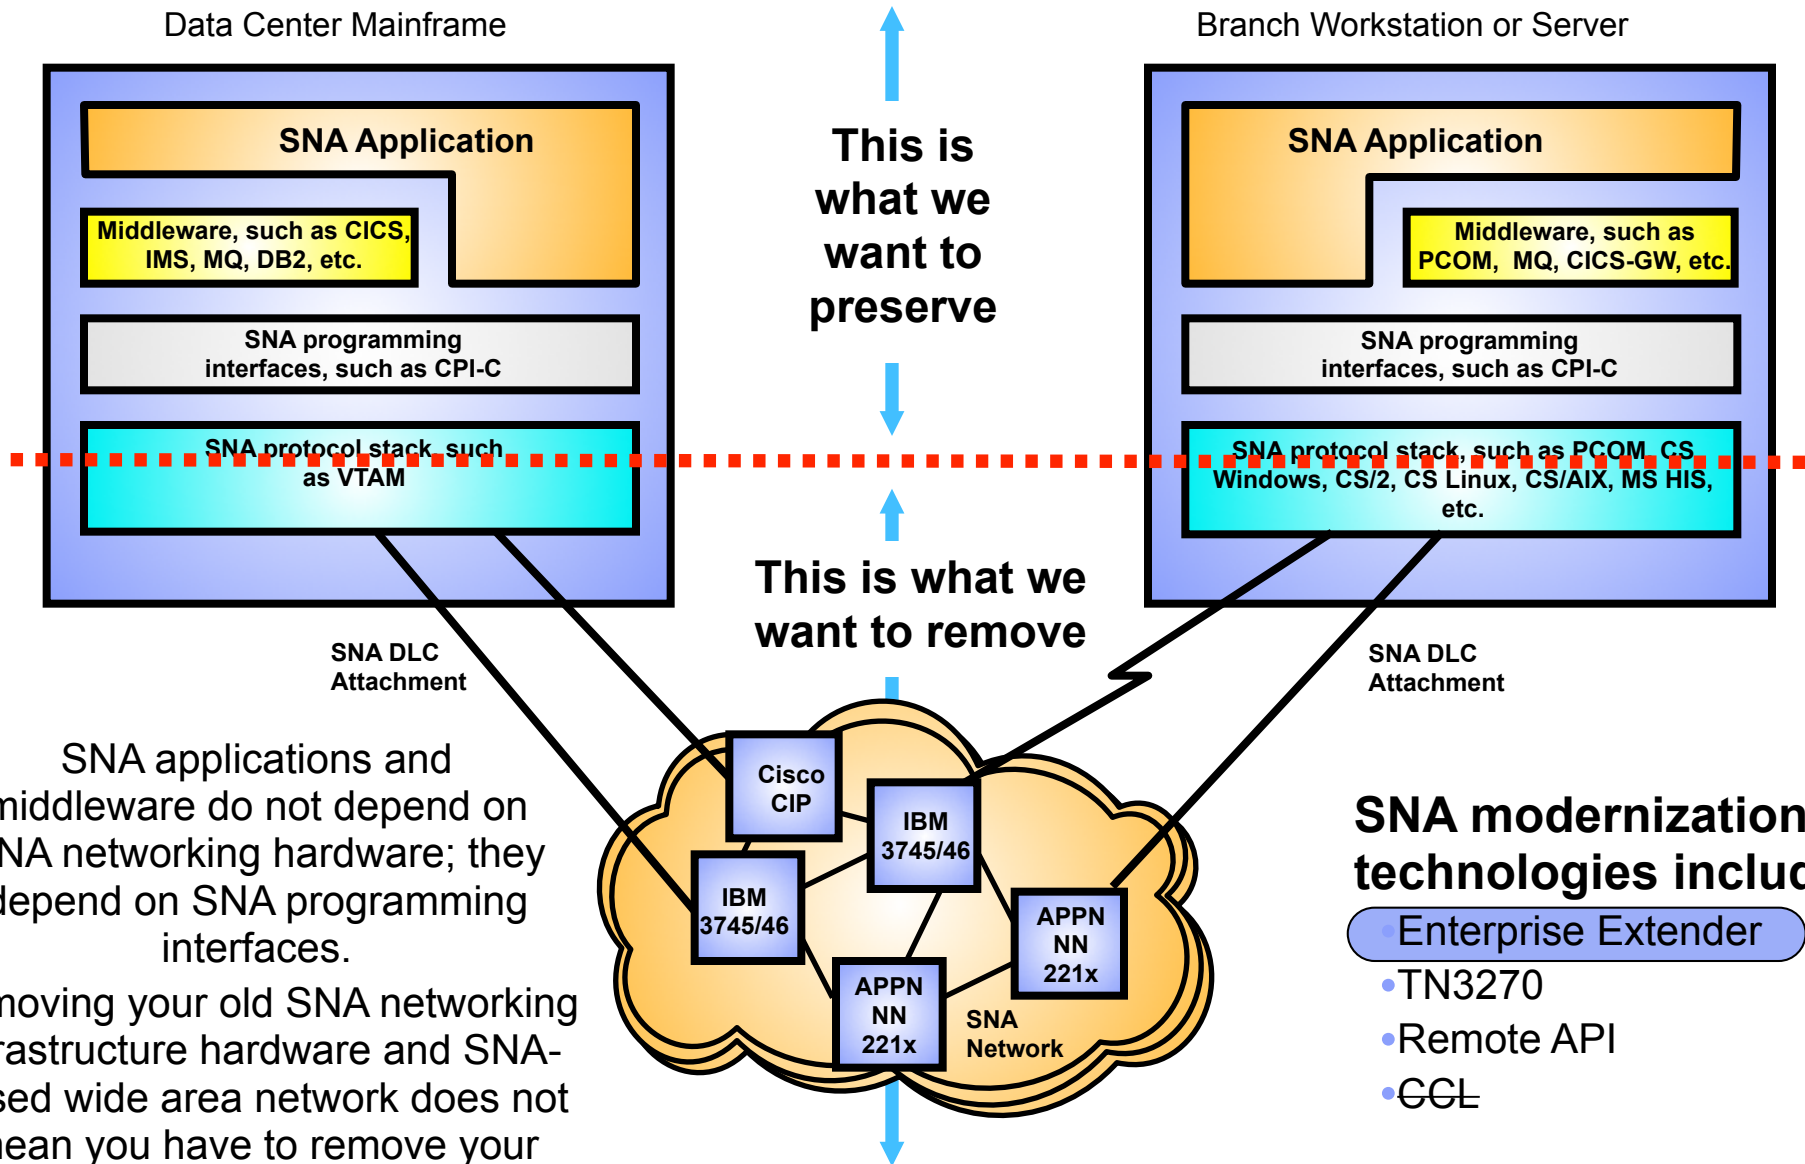 Data Center Mainframe
Branch Workstation or Server
SNA Application
Middleware, such as CICS,
IMS, MQ, DB2, etc.
SNA programming
interfaces, such as CPI-C
SNA protocol stack, such
as VTAM
This is
what we
want to
preserve
SNA Application
Middleware, such as
PCOM, MQ, CICS-GW, etc.
SNA programming
interfaces, such as CPI-C
SNA protocol stack, such as PCOM, CS
Windows, CS/2, CS Linux, CS/AIX, MS HIS,
etc.
This is what we
want to remove
SNA DLC
Attachment
SNA DLC
Attachment
SNA applications and
middleware do not depend on
NA networking hardware; they
depend on SNA programming
interfaces.
moving your old SNA networking
rastructure hardware and SNA-
sed wide area network does not
mean you have to remove your
Cisco
CIP
IBM
3745/46
IBM
3745/46
APPN
NN
221x
APPN
NN
221x
SNA
Network
SNA modernization
technologies includ
•Enterprise Extender
•TN3270
•Remote API
•CCL